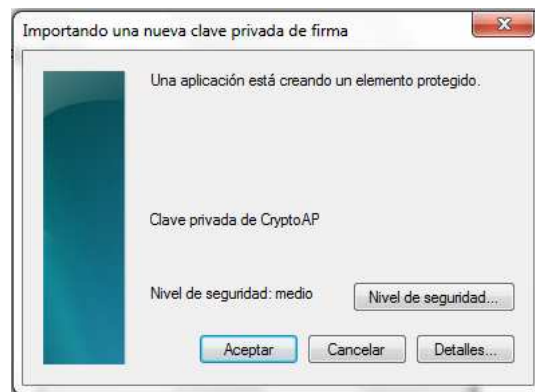 Importando una nueva clave privada de firma
Una aplicación está creando un elemento protegido.
Clave privada de CryptoAP
Nivel de seguridad: medio
Nivel de seguridad...
Aceptar
Cancelar
Detalles...